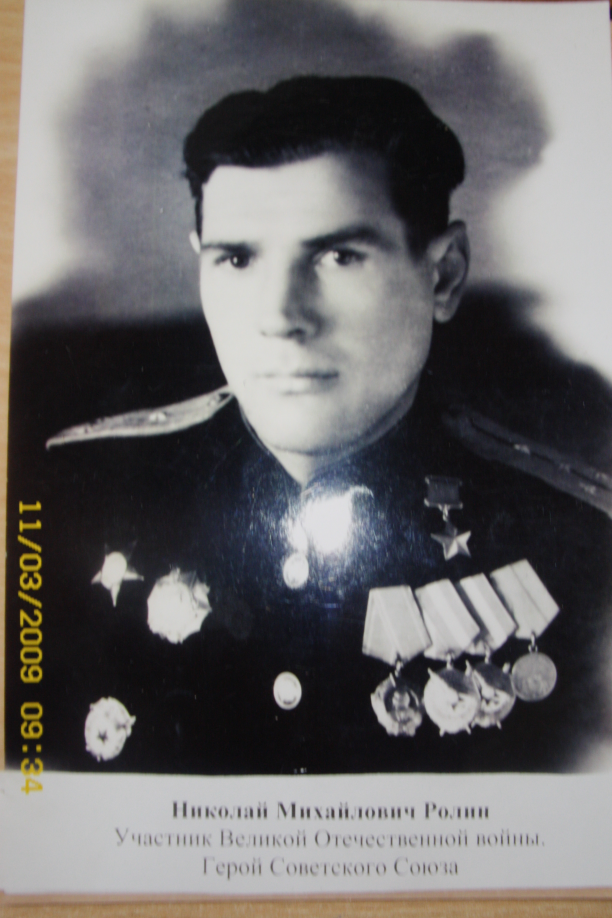 11/03/2009 09:34
Николай Михайлович Ролин
Участник Великой Отечественной войны.
Герой Советского Союза